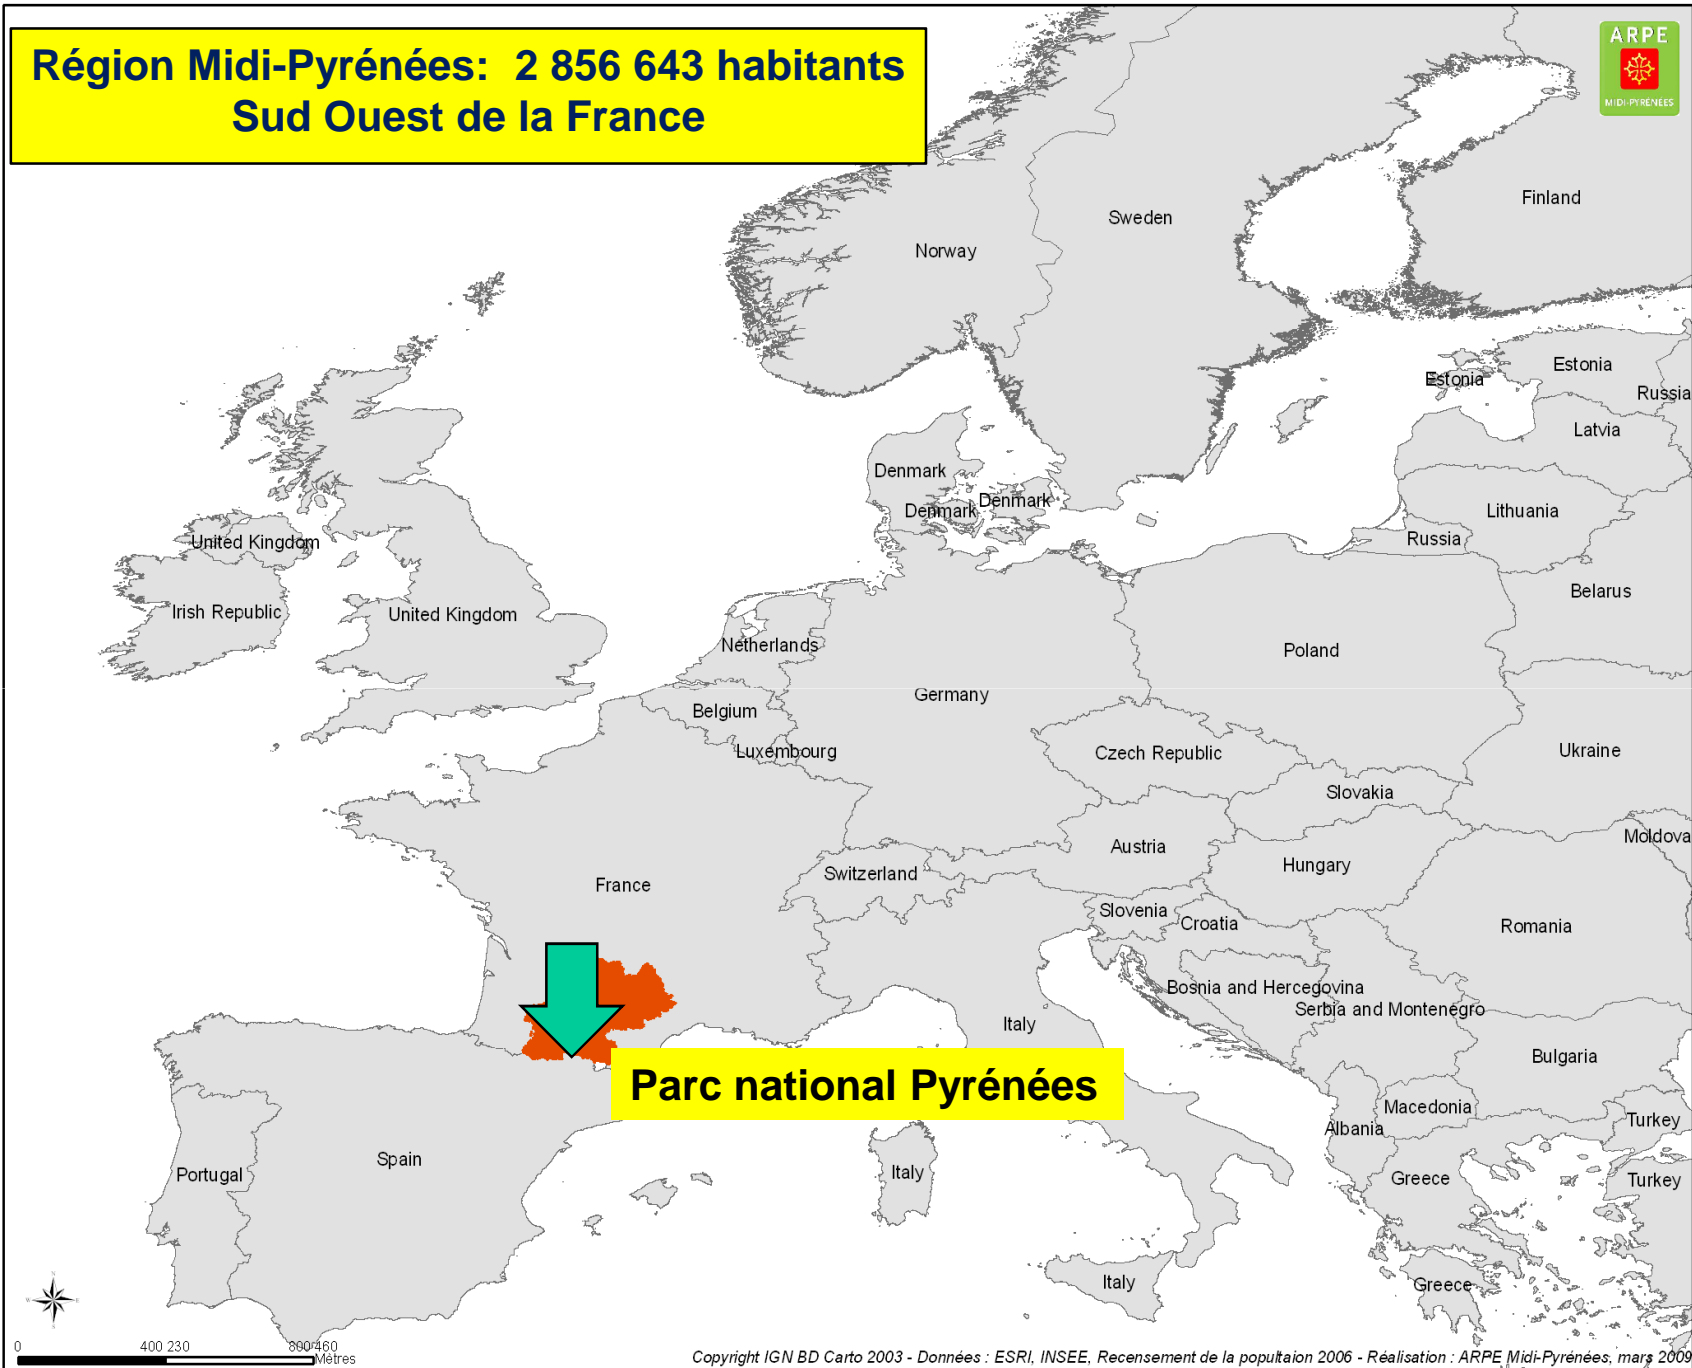 Région Midi-Pyrénées: 2 856 643 habitants
Sud Ouest de la France
ARPE
MIDI-PYRÉNÉES
Finland
Sweden
Norway
Estonia
Estonia
Russia
Latvia
Denmark
Denmark
Denmark
Lithuania
Russia
United Kingdom
Belarus
Irish Republic
United Kingdom
Netherlands
Poland
Germany
Belgium
Luxembourg
Czech Republic
Ukraine
Slovakia
Moldova
Austria
Hungary
Switzerland
France
Slovenia
Croatia
Romania
Bosnia and Hercegovina
Serbia and Montenegro
Italy
Bulgaria
Parc national Pyrénées
Macedonia
Turkey
Albania
Spain
Portugal
Italy
Greece
Turkey
Italy
Greece
N
W
E
0
400 230
800 460
Mètres
Copyright IGN BD Carto 2003 - Données : ESRI, INSEE, Recensement de la popultaion 2006 - Réalisation : ARPE Midi-Pyrénées, mars 2009